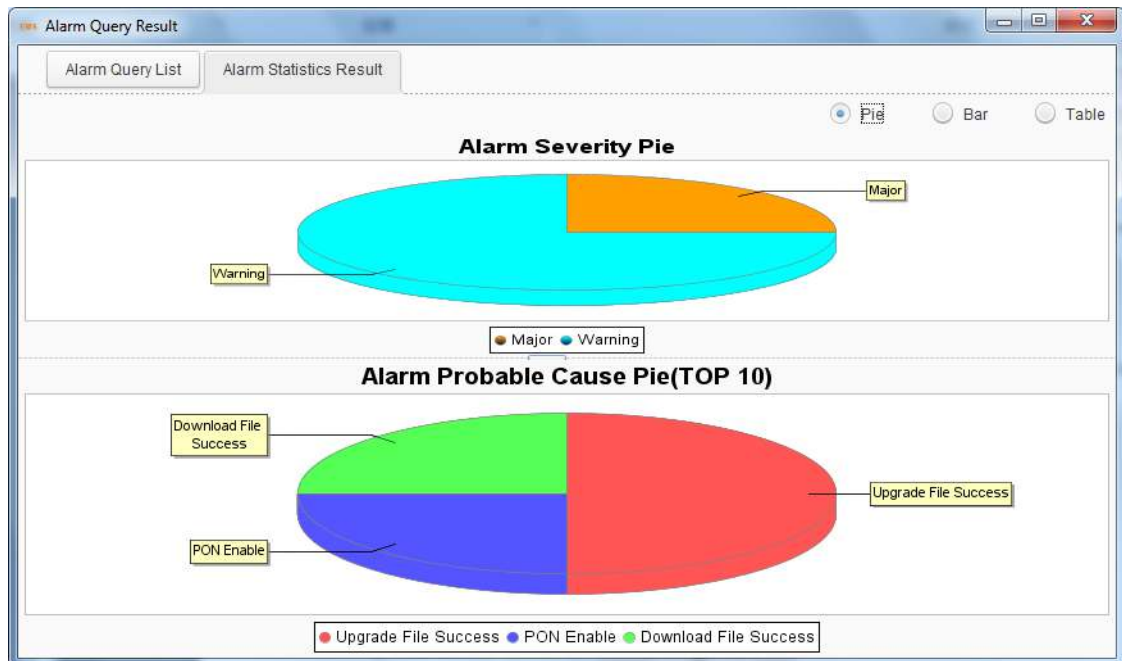 Alarm Query Result
Alarm Query List
Alarm Statistics Result
Pie
Bar
Table
Alarm Severity Pie
Major
Warning
Major Warning
Alarm Probable Cause Pie(TOP 10)
Download File
Success
Upgrade File Success
PON Enable
Upgrade File Success PON Enable Download File Success